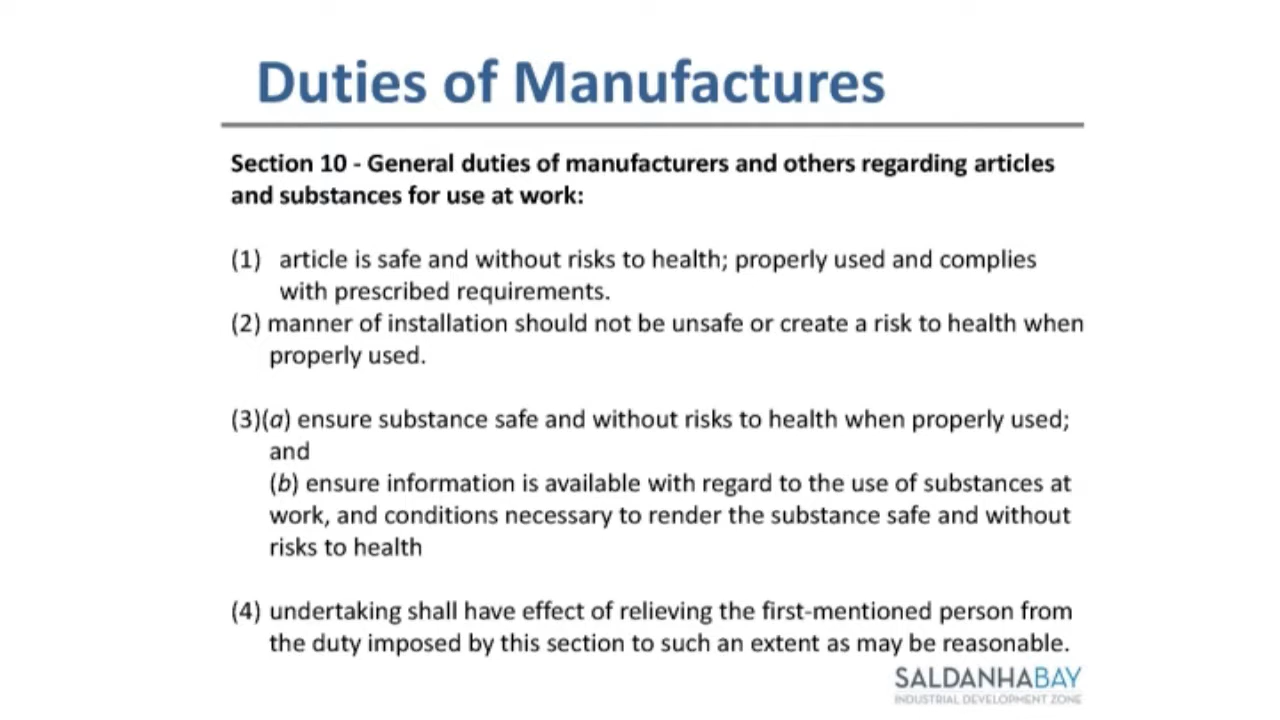 Duties of Manufactures
Section 10 - General duties of manufacturers and others regarding articles
and substances for use at work:
(1) article is safe and without risks to health; properly used and complies
with prescribed requirements.
(2) manner of installation should not be unsafe or create a risk to health when
properly used.
(3)(a) ensure substance safe and without risks to health when properly used;
and
(b) ensure information is available with regard to the use of substances at
work, and conditions necessary to render the substance safe and without
risks to health
(4) undertaking shall have effect of relieving the first-mentioned person from
the duty imposed by this section to such an extent as may be reasonable.
SALDANHABAY
INDUSTRIAL DEVELOPMENT ZONE